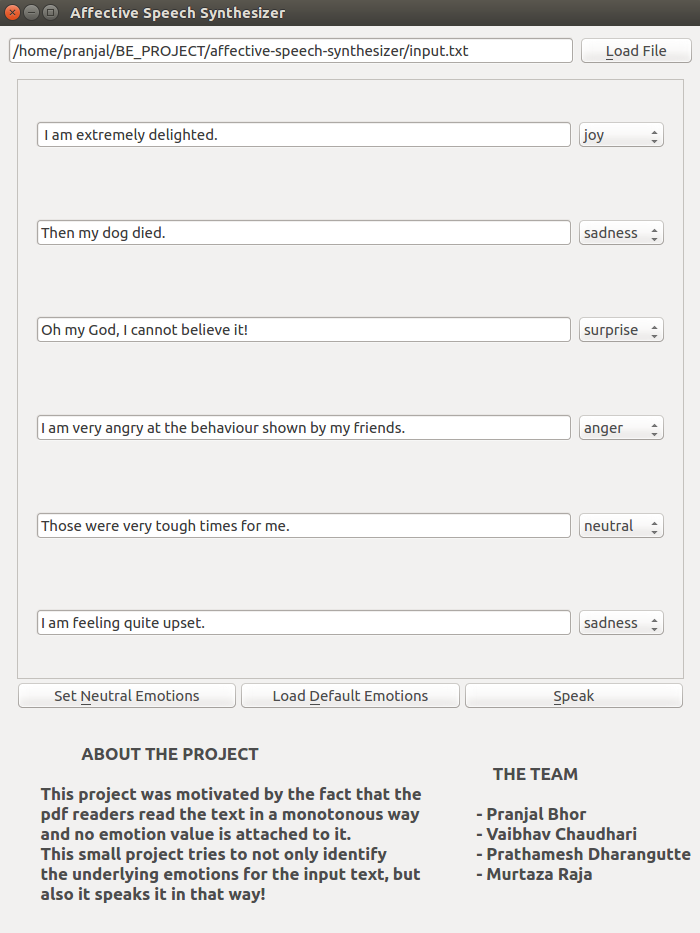 Affective Speech Synthesizer
/home/pranjal/BE_PROJECT/affective-speech-synthesizer/input.txt Load File
I am extremely delighted. joy
Then my dog died. sadness
Oh my God, I cannot believe it! surprise
I am very angry at the behaviour shown by my friends. anger
Those were very tough times for me. neutral
I am feeling quite upset. sadness
Set Neutral Emotions Load Default Emotions Speak
ABOUT THE PROJECT
This project was motivated by the fact that the
pdf readers read the text in a monotonous way
and no emotion value is attached to it.
This small project tries to not only identify
the underlying emotions for the input text, but
also it speaks it in that way!
THE TEAM
- Pranjal Bhor
- Vaibhav Chaudhari
- Prathamesh Dharangutte
- Murtaza Raja